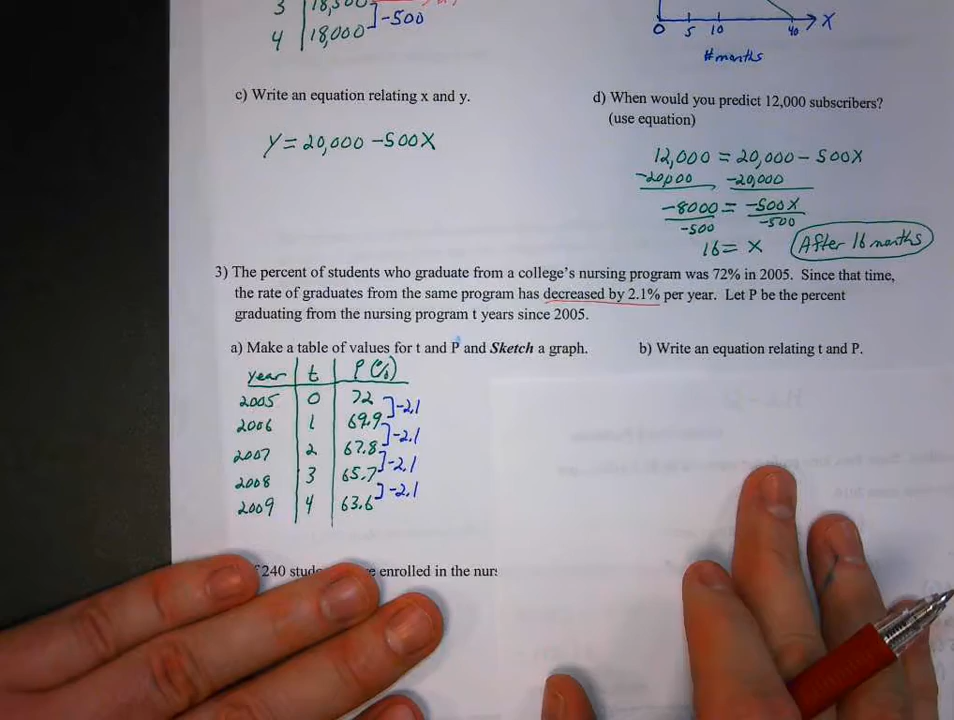 3 | 18,500
4 | 18,000 ]-500
0 5 10 40 X
# months
c) Write an equation relating x and y.
y = 20,000 - 500X
d) When would you predict 12,000 subscribers?
(use equation)
12,000 = 20,000 - 500X
-20,000 -20,000
-8000 = -500X
-500 -500
16 = X After 16 months
3) The percent of students who graduate from a college's nursing program was 72% in 2005. Since that time,
the rate of graduates from the same program has decreased by 2.1% per year. Let P be the percent
graduating from the nursing program t years since 2005.
a) Make a table of values for t and P and Sketch a graph.
year | t | P (%)
2005 | 0 | 72
2006 | 1 | 69.9 ]-2.1
2007 | 2 | 67.8 ]-2.1
2008 | 3 | 65.7 ]-2.1
2009 | 4 | 63.6 ]-2.1
b) Write an equation relating t and P.
240 enrolled in the